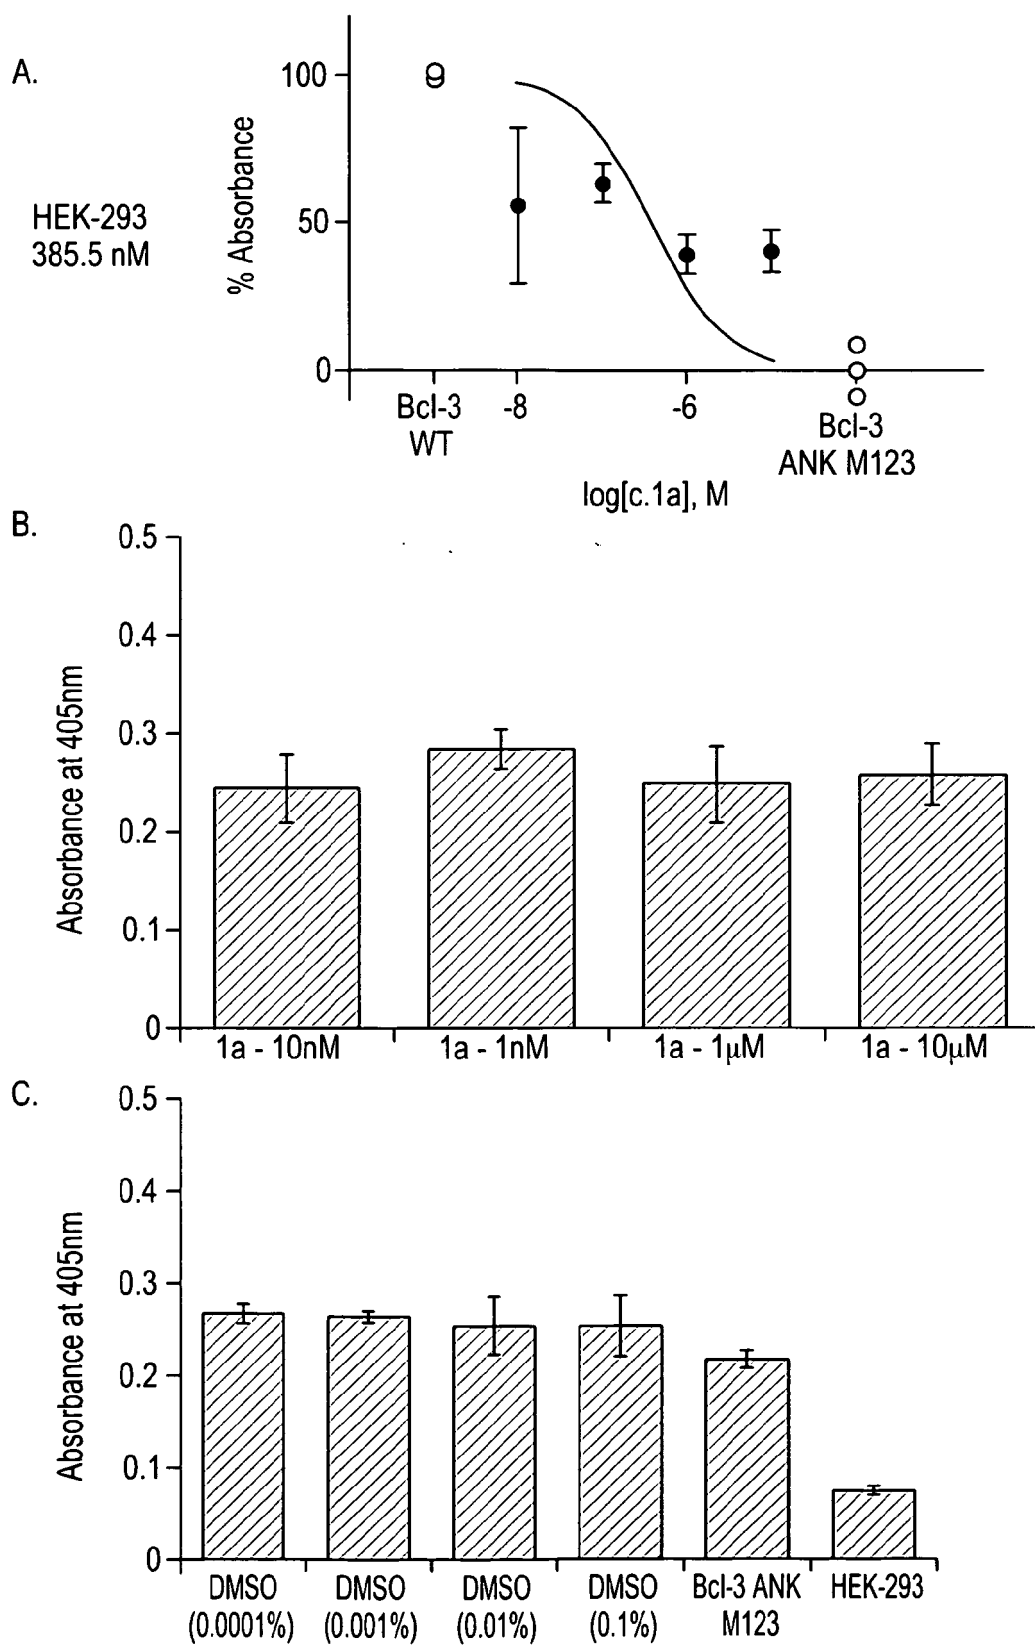 A.
100
50
0
% Absorbance
HEK-293
385.5 nM
Bcl-3
WT
-8
-6
Bcl-3
ANK M123
log[c.1a], M
B.
0.5
0.4
0.3
0.2
0.1
0
Absorbance at 405nm
1a - 10nM
1a - 1nM
1a - 1µM
1a - 10µM
C.
0.5
0.4
0.3
0.2
0.1
0
Absorbance at 405nm
DMSO
(0.0001%)
DMSO
(0.001%)
DMSO
(0.01%)
DMSO
(0.1%)
Bcl-3 ANK
M123
HEK-293